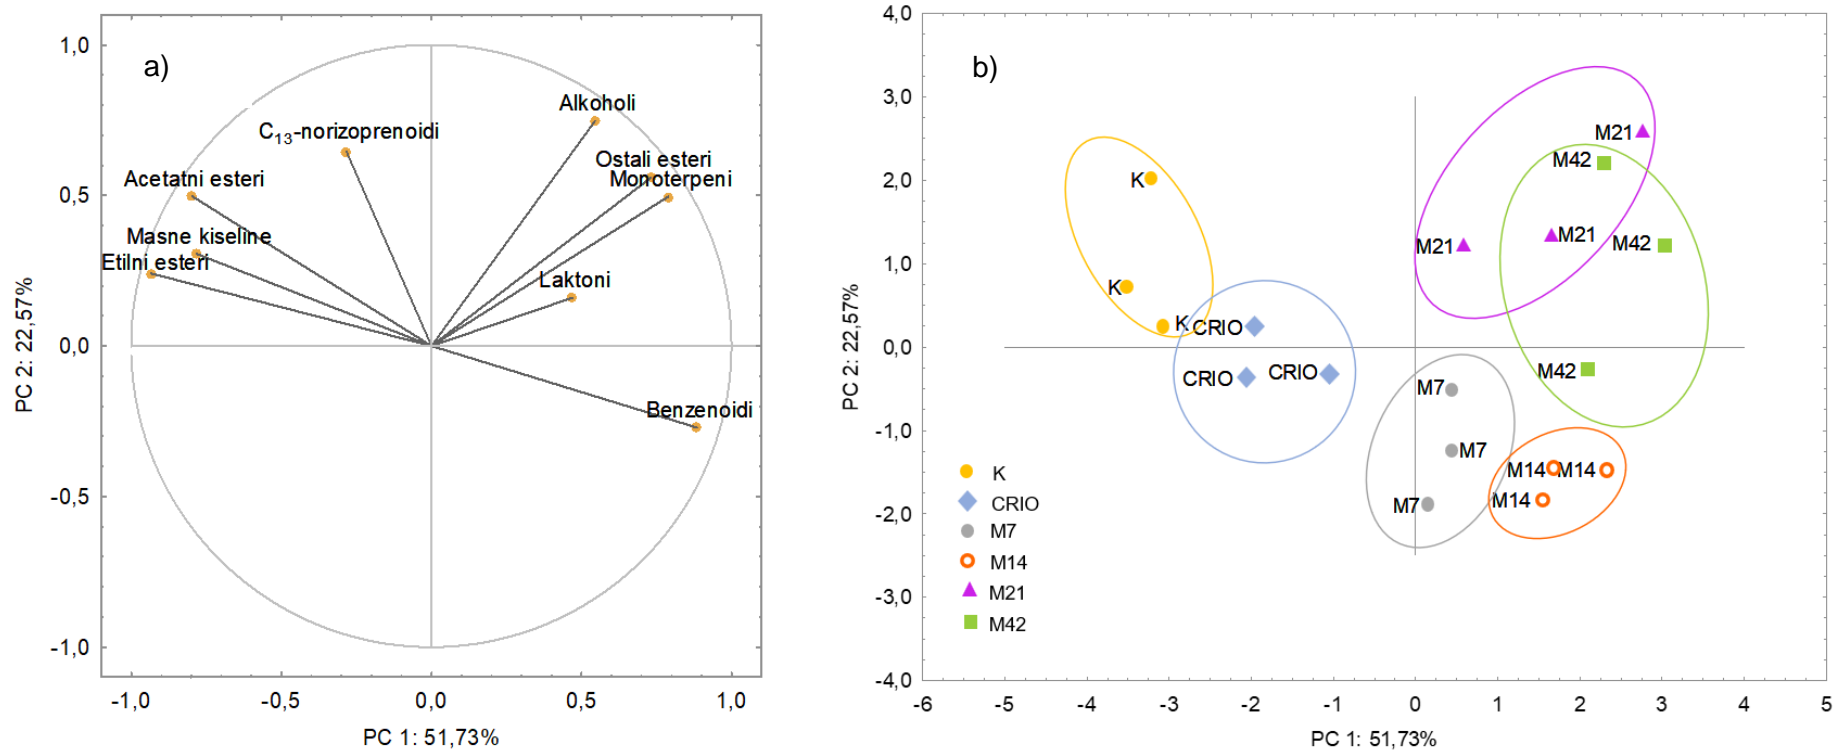 a)
1,0
0,5
0,0
-0,5
-1,0
PC 2: 22,57%
Alkoholi
C13-norizoprenoidi
Ostali esteri
Monoterpeni
Acetatni esteri
Masne kiseline
Etilni esteri
Laktoni
Benzenoidi
-1,0 -0,5 0,0 0,5 1,0
PC 1: 51,73%
b)
4,0
3,0
2,0
1,0
0,0
-1,0
-2,0
-3,0
-4,0
PC 2: 22,57%
M21
M42
K
M21
M21
M42
K
K
CRIO
CRIO
CRIO
M42
M7
M7
M14
M14
M14
M7
K
CRIO
M7
M14
M21
M42
-6 -5 -4 -3 -2 -1 0 1 2 3 4 5
PC 1: 51,73%